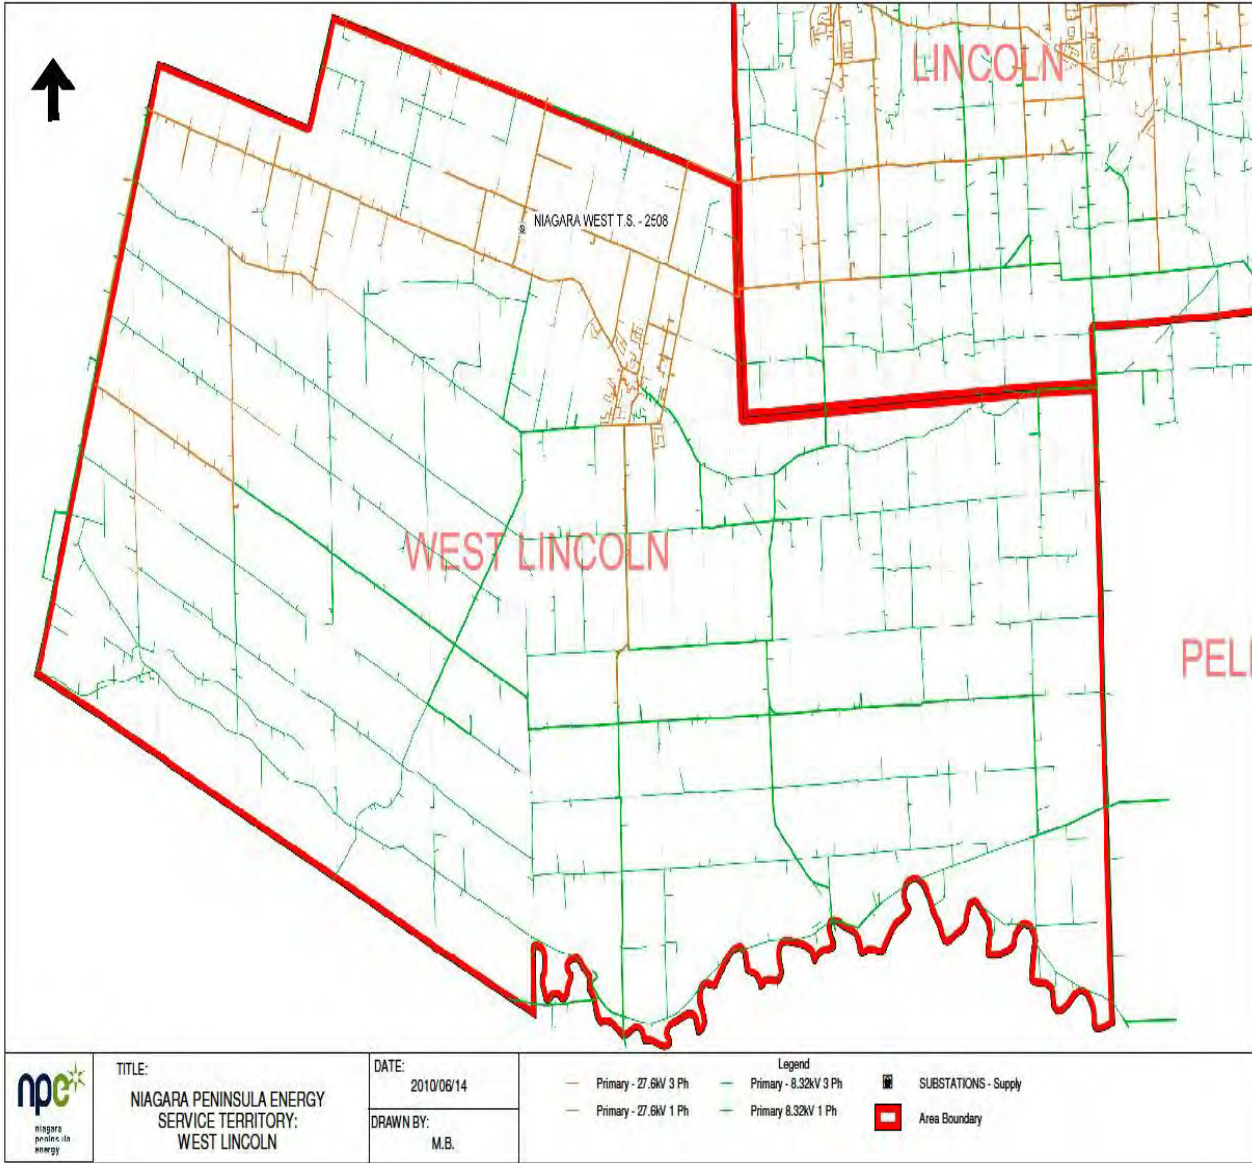 LINCOLN
NIAGARA WEST T.S. - 2508
WEST LINCOLN
PEL
npe
niagara
peninsula
energy
TITLE:
NIAGARA PENINSULA ENERGY
SERVICE TERRITORY:
WEST LINCOLN
DATE:
2010/06/14
DRAWN BY:
M.B.
Legend
Primary - 27.6kV 3 Ph
Primary - 8.32kV 3 Ph
SUBSTATIONS - Supply
Primary - 27.6kV 1 Ph
Primary 8.32kV 1 Ph
Area Boundary